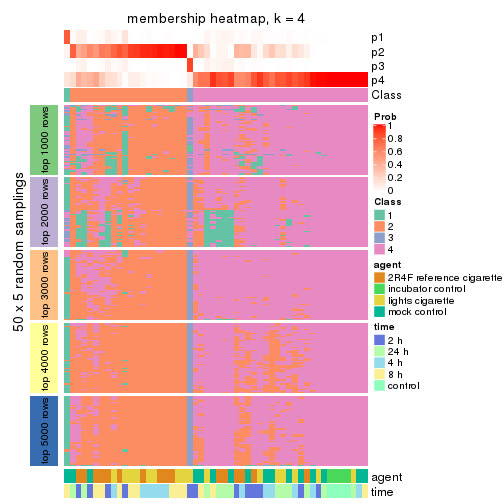 membership heatmap, k = 4
p1
p2
p3
p4
Class
50 x 5 random samplings
top 1000 rows
top 2000 rows
top 3000 rows
top 4000 rows
top 5000 rows
agent
time
Prob
1
0.8
0.6
0.4
0.2
0
Class
1
2
3
4
agent
2R4F reference cigarette
incubator control
lights cigarette
mock control
time
2 h
24 h
4 h
8 h
control